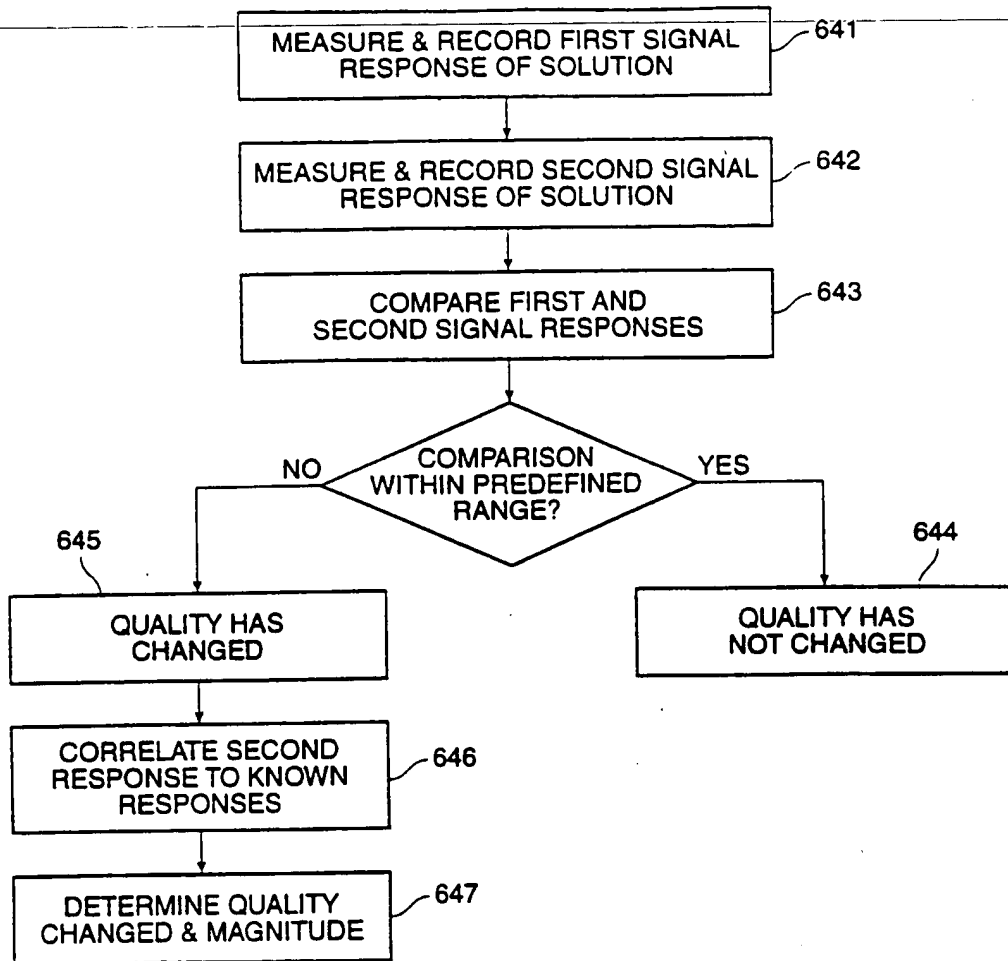 MEASURE & RECORD FIRST SIGNAL
RESPONSE OF SOLUTION
641
MEASURE & RECORD SECOND SIGNAL
RESPONSE OF SOLUTION
642
COMPARE FIRST AND
SECOND SIGNAL RESPONSES
643
COMPARISON
WITHIN PREDEFINED
RANGE?
NO
YES
645
QUALITY HAS
CHANGED
644
QUALITY HAS
NOT CHANGED
CORRELATE SECOND
RESPONSE TO KNOWN
RESPONSES
646
DETERMINE QUALITY
CHANGED & MAGNITUDE
647